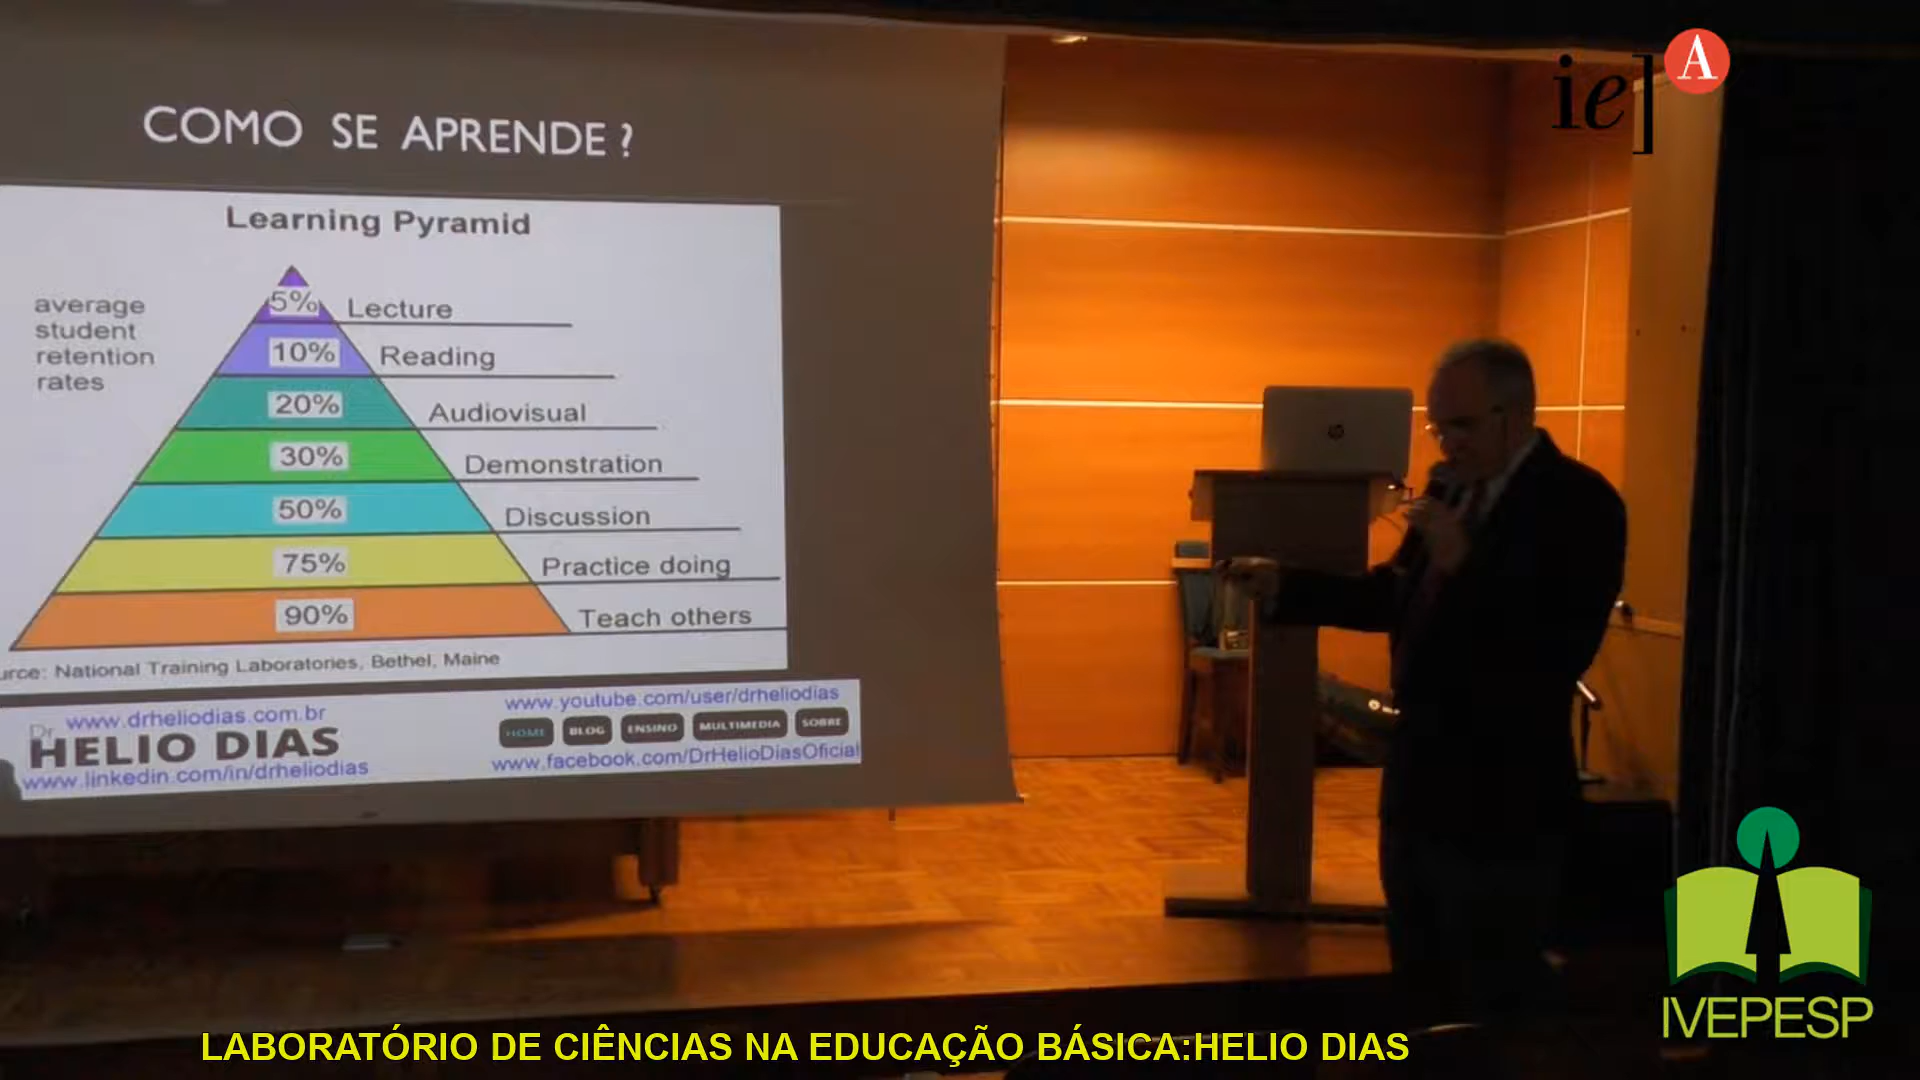 COMO SE APRENDE?
Learning Pyramid
average
student
retention
rates
5% Lecture
10% Reading
20% Audiovisual
30% Demonstration
50% Discussion
75% Practice doing
90% Teach others
urce: National Training Laboratories, Bethel, Maine
www.drheliodias.com.br
Dr
HELIO DIAS
www.linkedin.com/in/drheliodias
www.youtube.com/user/drheliodias
HOME BLOG ENSINO MULTIMEDIA SOBRE
www.facebook.com/DrHelioDiasOficial
ie] A
hp
IVEPESP
LABORATÓRIO DE CIÊNCIAS NA EDUCAÇÃO BÁSICA:HELIO DIAS